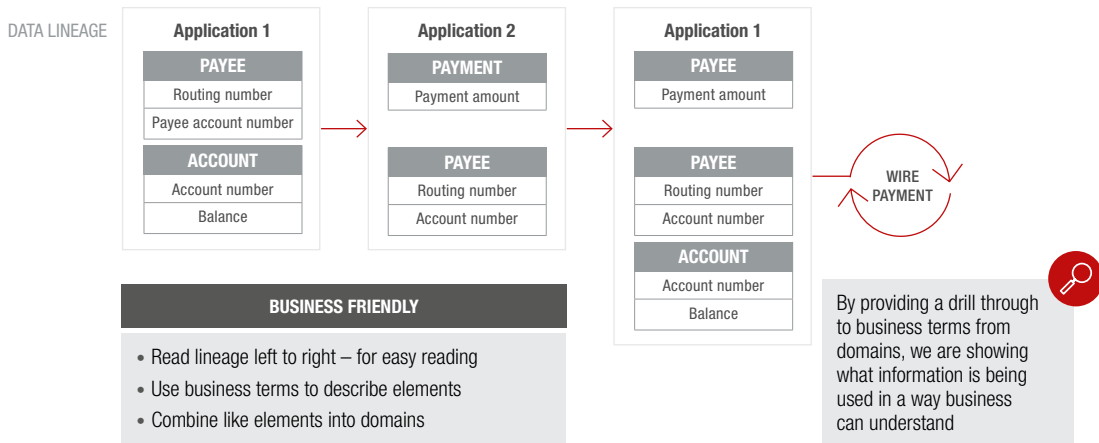 DATA LINEAGE
Application 1
PAYEE
Routing number
Payee account number
ACCOUNT
Account number
Balance
Application 2
PAYMENT
Payment amount
PAYEE
Routing number
Account number
Application 1
PAYEE
Payment amount
PAYEE
Routing number
Account number
ACCOUNT
Account number
Balance
WIRE
PAYMENT
BUSINESS FRIENDLY
• Read lineage left to right – for easy reading
• Use business terms to describe elements
• Combine like elements into domains
By providing a drill through
to business terms from
domains, we are showing
what information is being
used in a way business
can understand